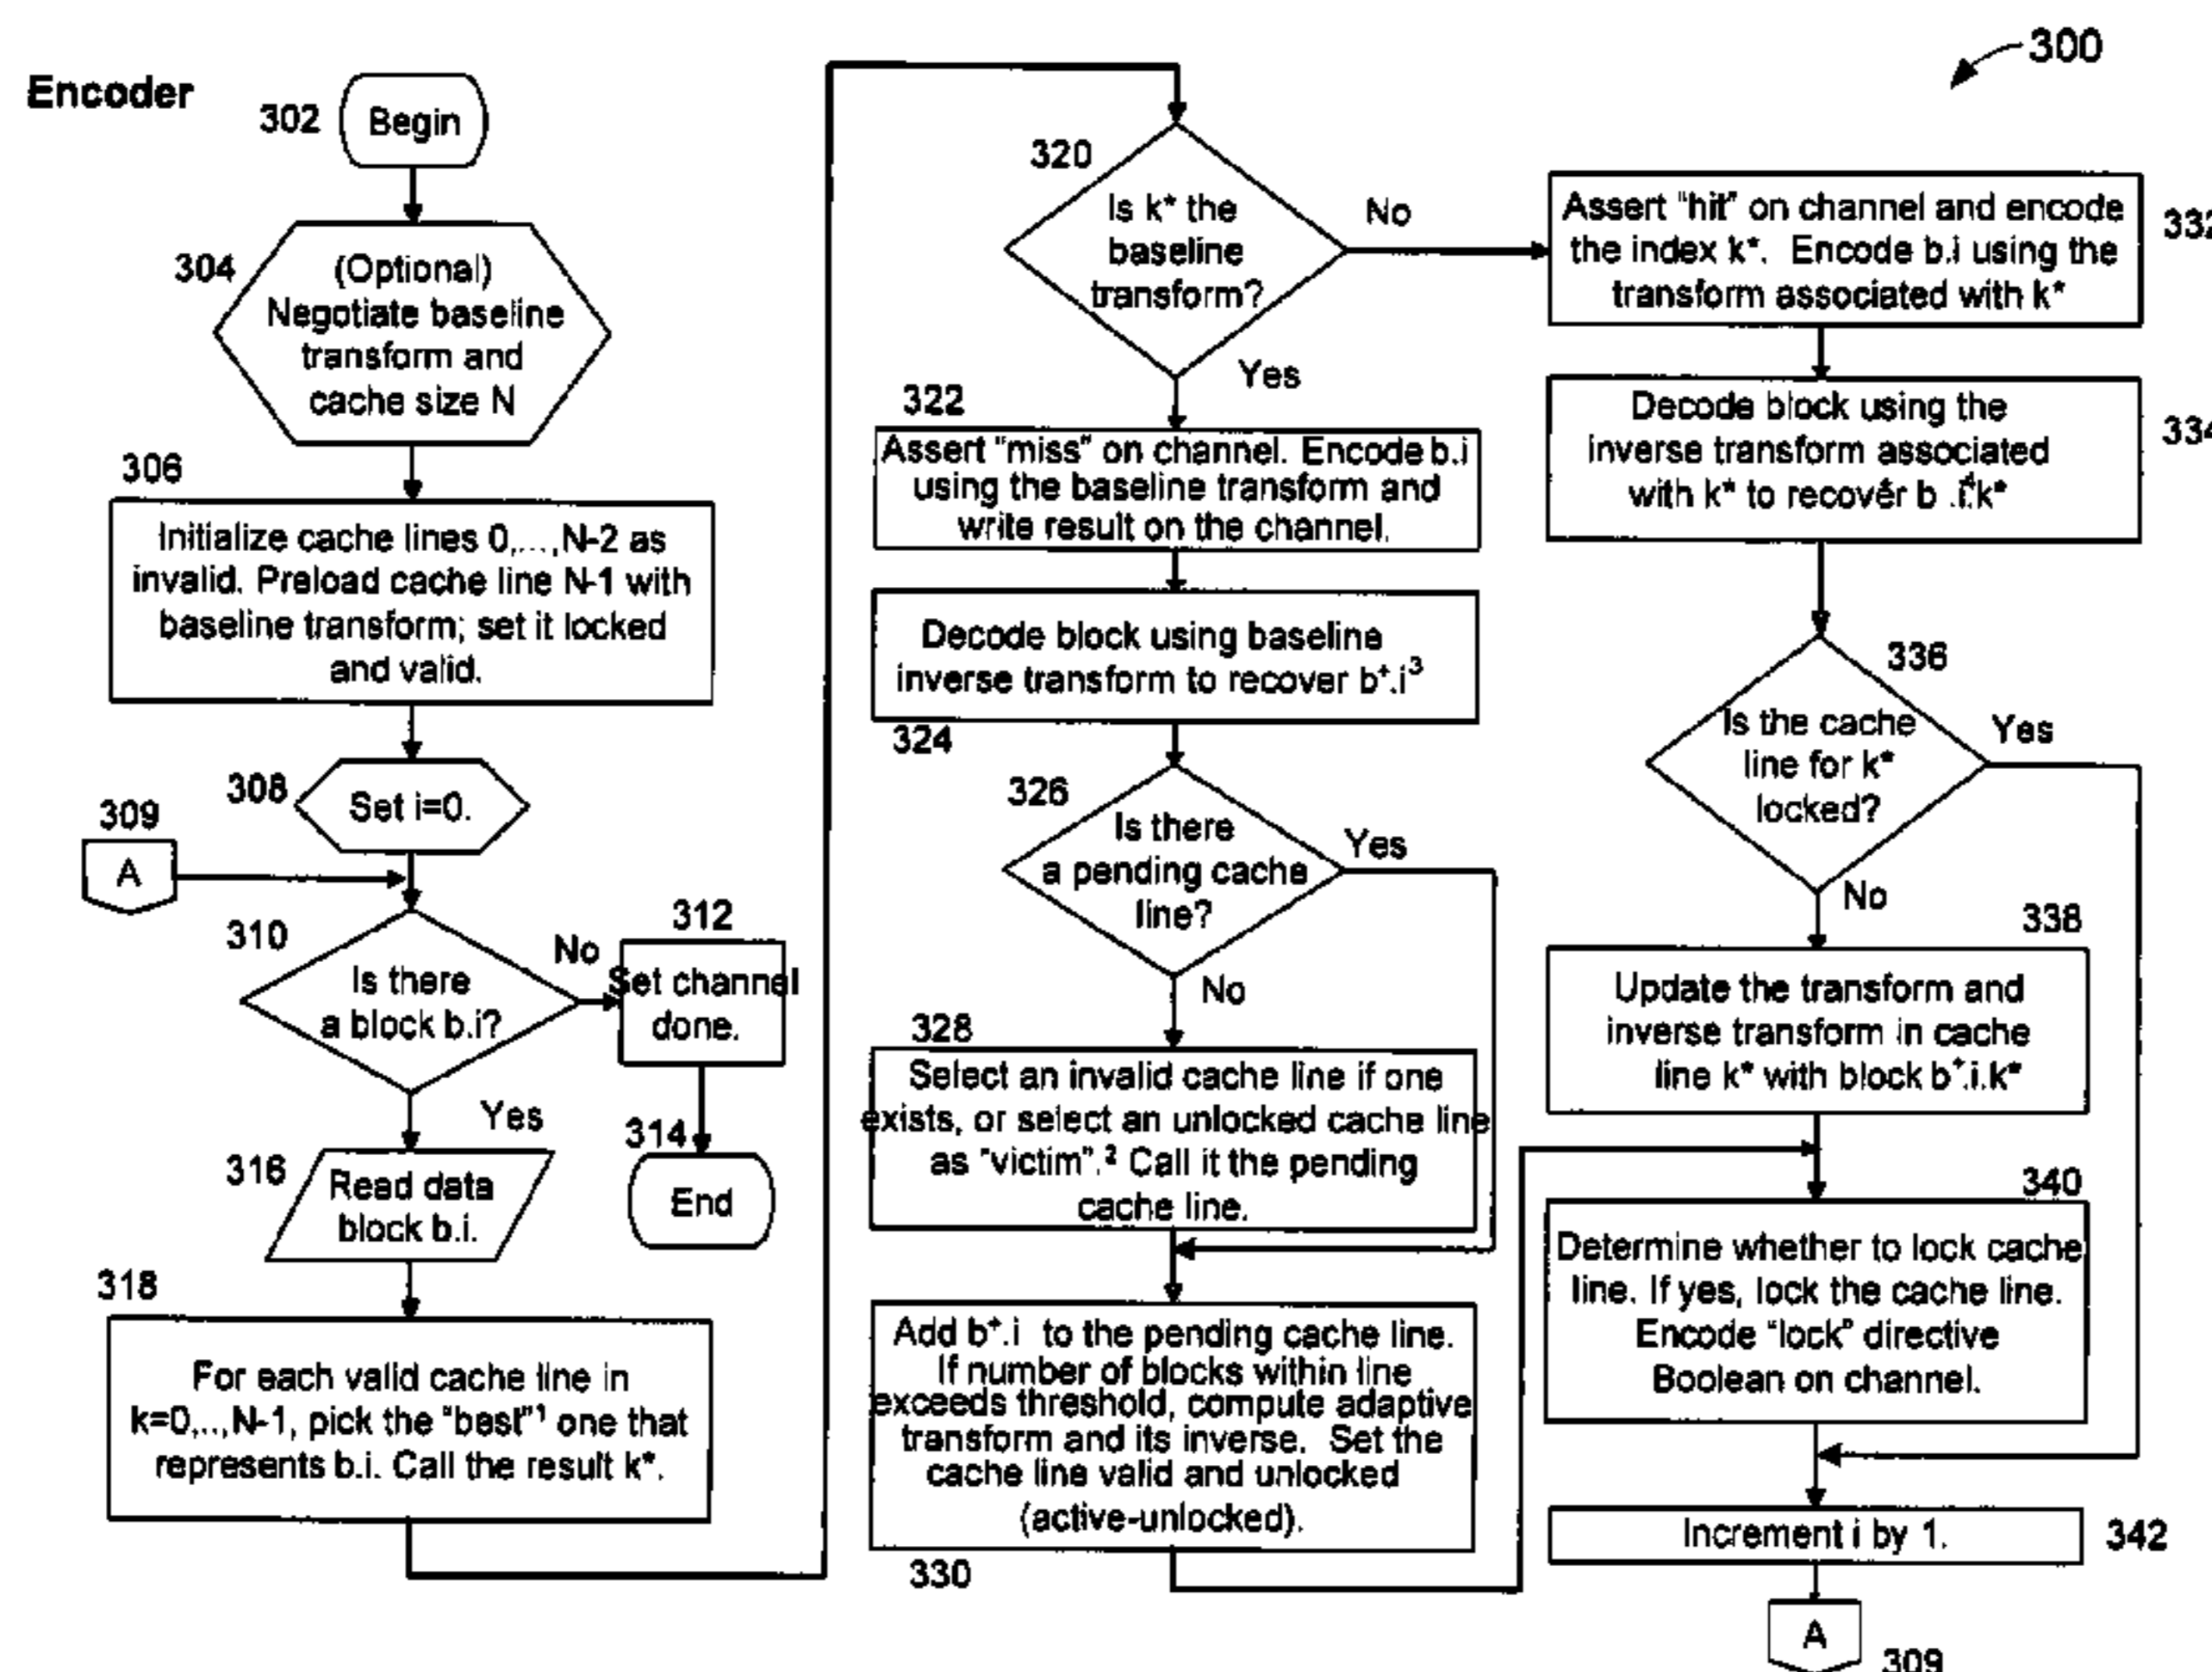 Encoder
300
302
Begin
304
(Optional)
Negotiate baseline
transform and
cache size N
306
Initialize cache lines 0,...,N-2 as
invalid. Preload cache line N-1 with
baseline transform; set it locked
and valid.
308
Set i=0.
309
A
310
Is there
a block b.i?
No
312
Set channel
done.
314
End
Yes
316
Read data
block b.i.
318
For each valid cache line in
k=0,..,N-1, pick the "best"¹ one that
represents b.i. Call the result k*.
320
Is k* the
baseline
transform?
No
Yes
322
Assert "miss" on channel. Encode b.i
using the baseline transform and
write result on the channel.
Decode block using baseline
inverse transform to recover b⁺.i³
324
326
Is there
a pending cache
line?
Yes
No
328
Select an invalid cache line if one
exists, or select an unlocked cache line
as "victim".² Call it the pending
cache line.
Add b⁺.i to the pending cache line.
If number of blocks within line
exceeds threshold, compute adaptive
transform and its inverse. Set the
cache line valid and unlocked
(active-unlocked).
330
Assert "hit" on channel and encode
the index k*. Encode b.i using the
transform associated with k*
332
Decode block using the
inverse transform associated
with k* to recover b .i⁴k*
334
336
Is the cache
line for k*
locked?
Yes
No
338
Update the transform and
inverse transform in cache
line k* with block b⁺.i.k*
340
Determine whether to lock cache
line. If yes, lock the cache line.
Encode "lock" directive
Boolean on channel.
Increment i by 1.
342
A
309